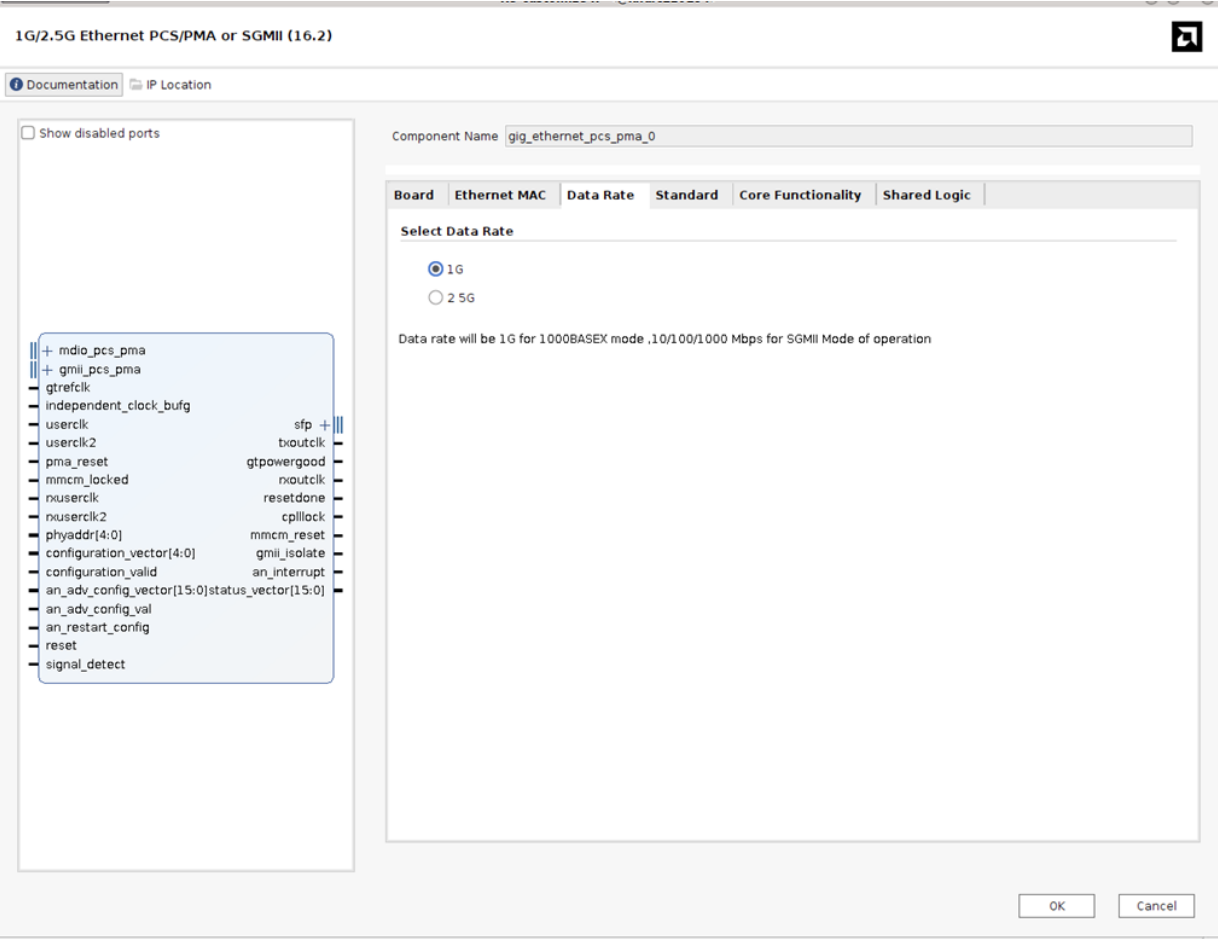 1G/2.5G Ethernet PCS/PMA or SGMII (16.2)
Documentation IP Location
Show disabled ports
Component Name gig_ethernet_pcs_pma_0
Board Ethernet MAC Data Rate Standard Core Functionality Shared Logic
Select Data Rate
1G
2 5G
Data rate will be 1G for 1000BASEX mode ,10/100/1000 Mbps for SGMII Mode of operation
mdio_pcs_pma
gmii_pcs_pma
gtrefclk
independent_clock_bufg
userclk
userclk2
pma_reset
mmcm_locked
rxuserclk
rxuserclk2
phyaddr[4:0]
configuration_vector[4:0]
configuration_valid
an_adv_config_vector[15:0]
an_adv_config_val
an_restart_config
reset
signal_detect
sfp
txoutclk
gtpowergood
rxoutclk
resetdone
cplllock
mmcm_reset
gmii_isolate
an_interrupt
status_vector[15:0]
OK Cancel